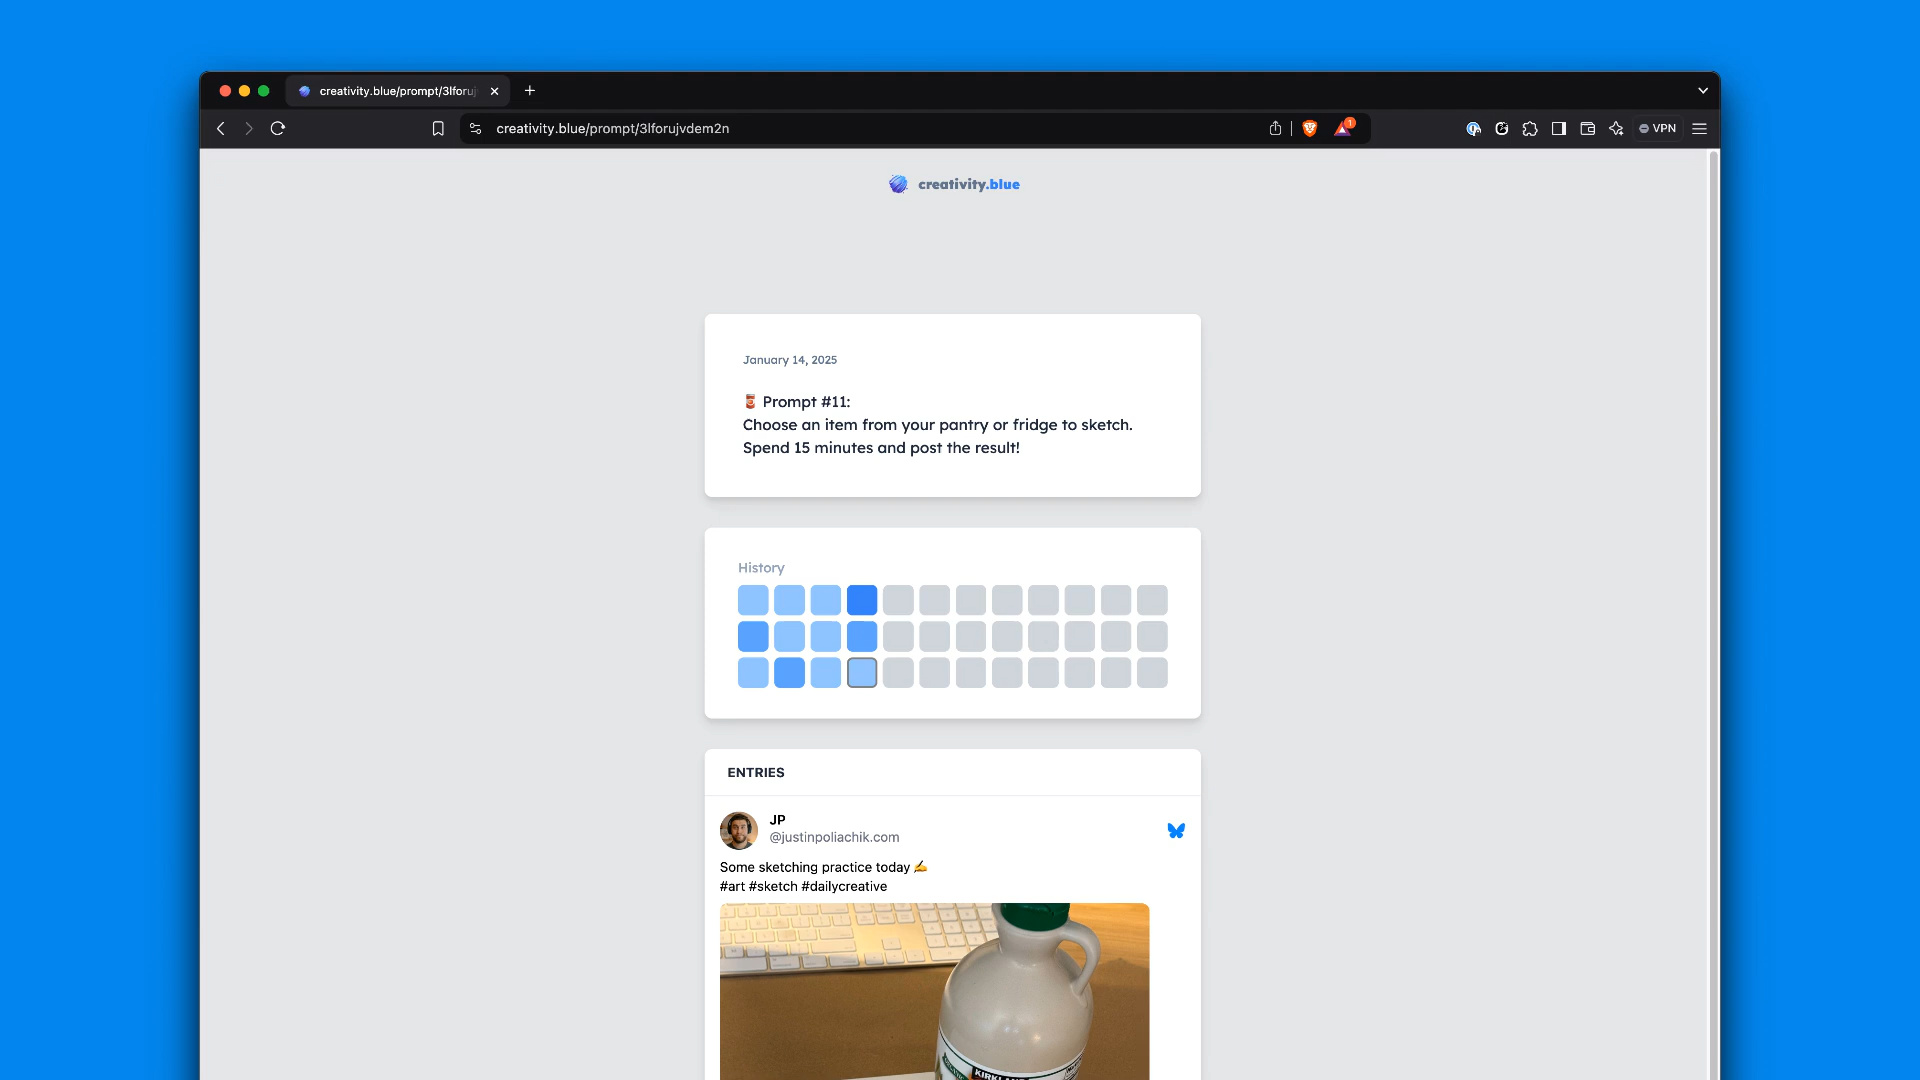 creativity.blue/prompt/3lforuj
creativity.blue/prompt/3lforujvdem2n
1
VPN
creativity.blue
January 14, 2025
🥫 Prompt #11:
Choose an item from your pantry or fridge to sketch.
Spend 15 minutes and post the result!
History
ENTRIES
JP
@justinpoliachik.com
Some sketching practice today ✍️
#art #sketch #dailycreative